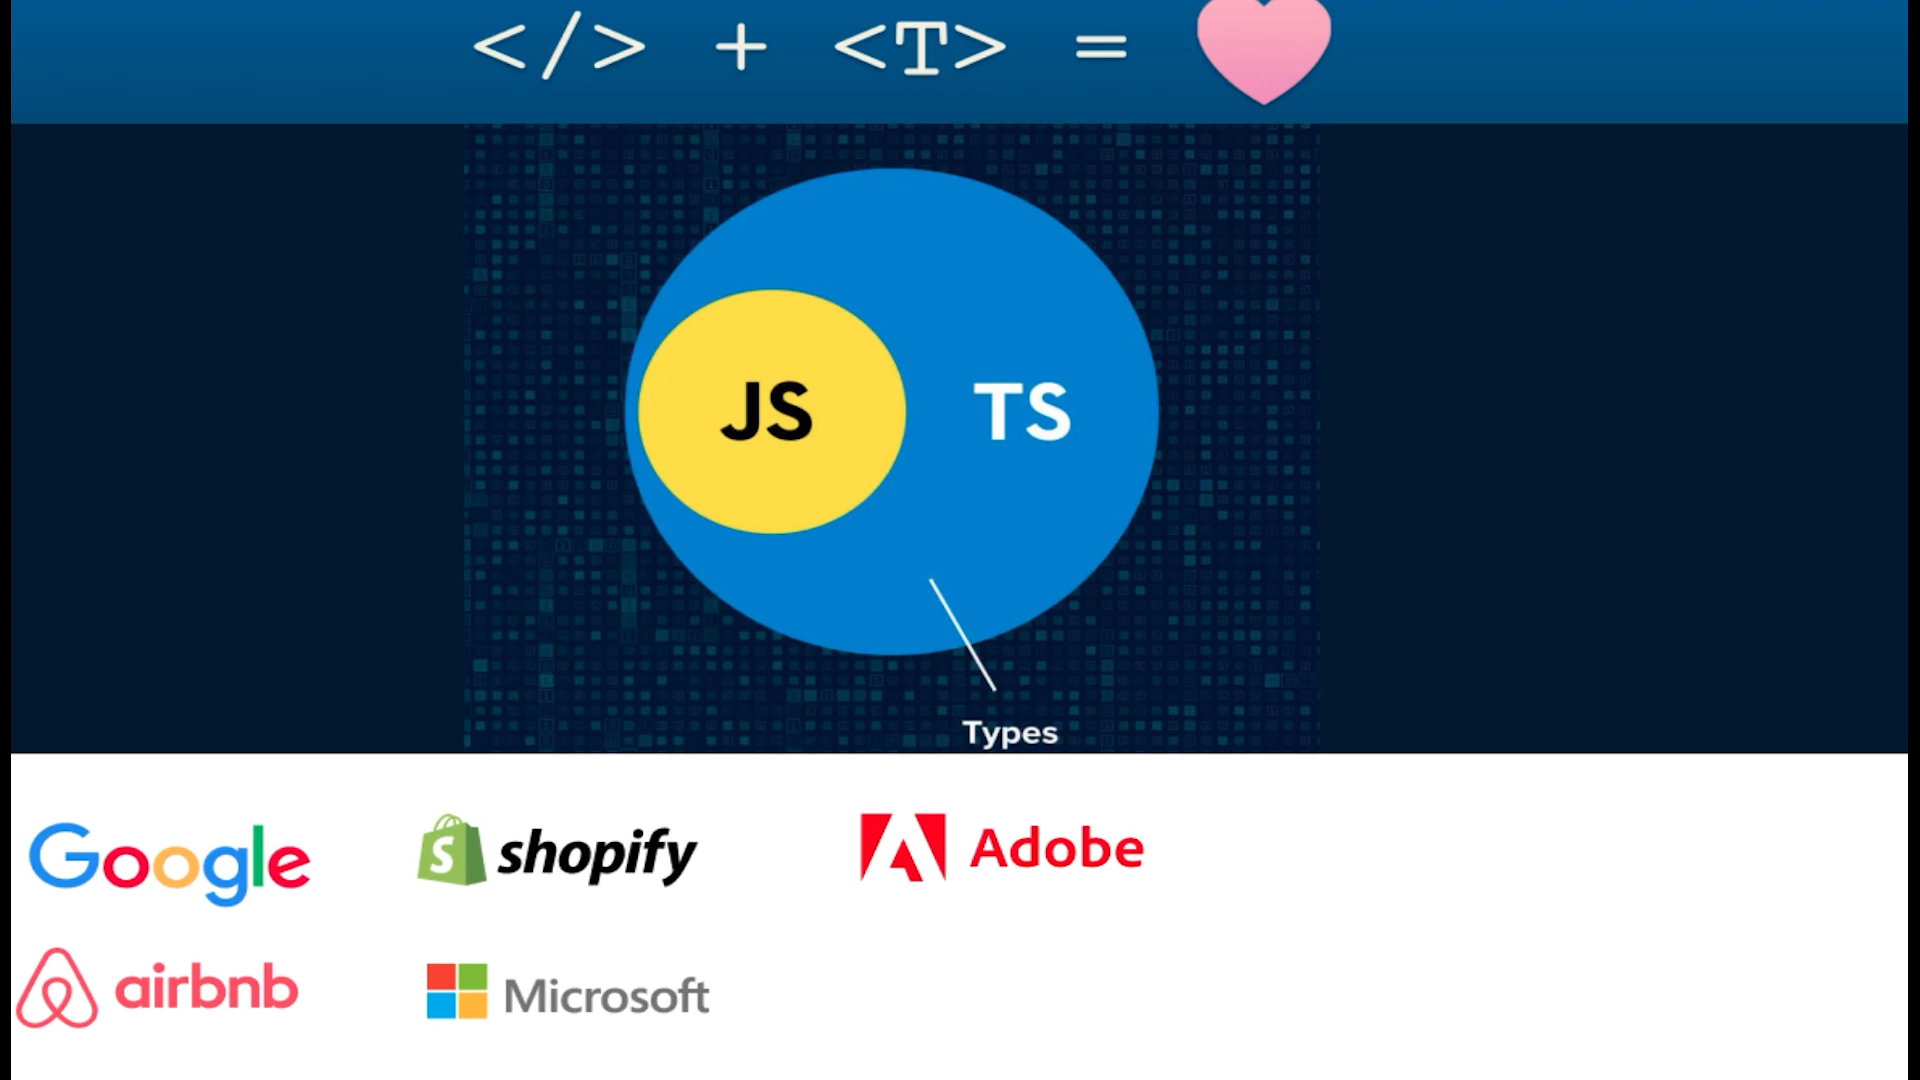 </> + <T> =
JS
TS
Types
Google
shopify
Adobe
airbnb
Microsoft